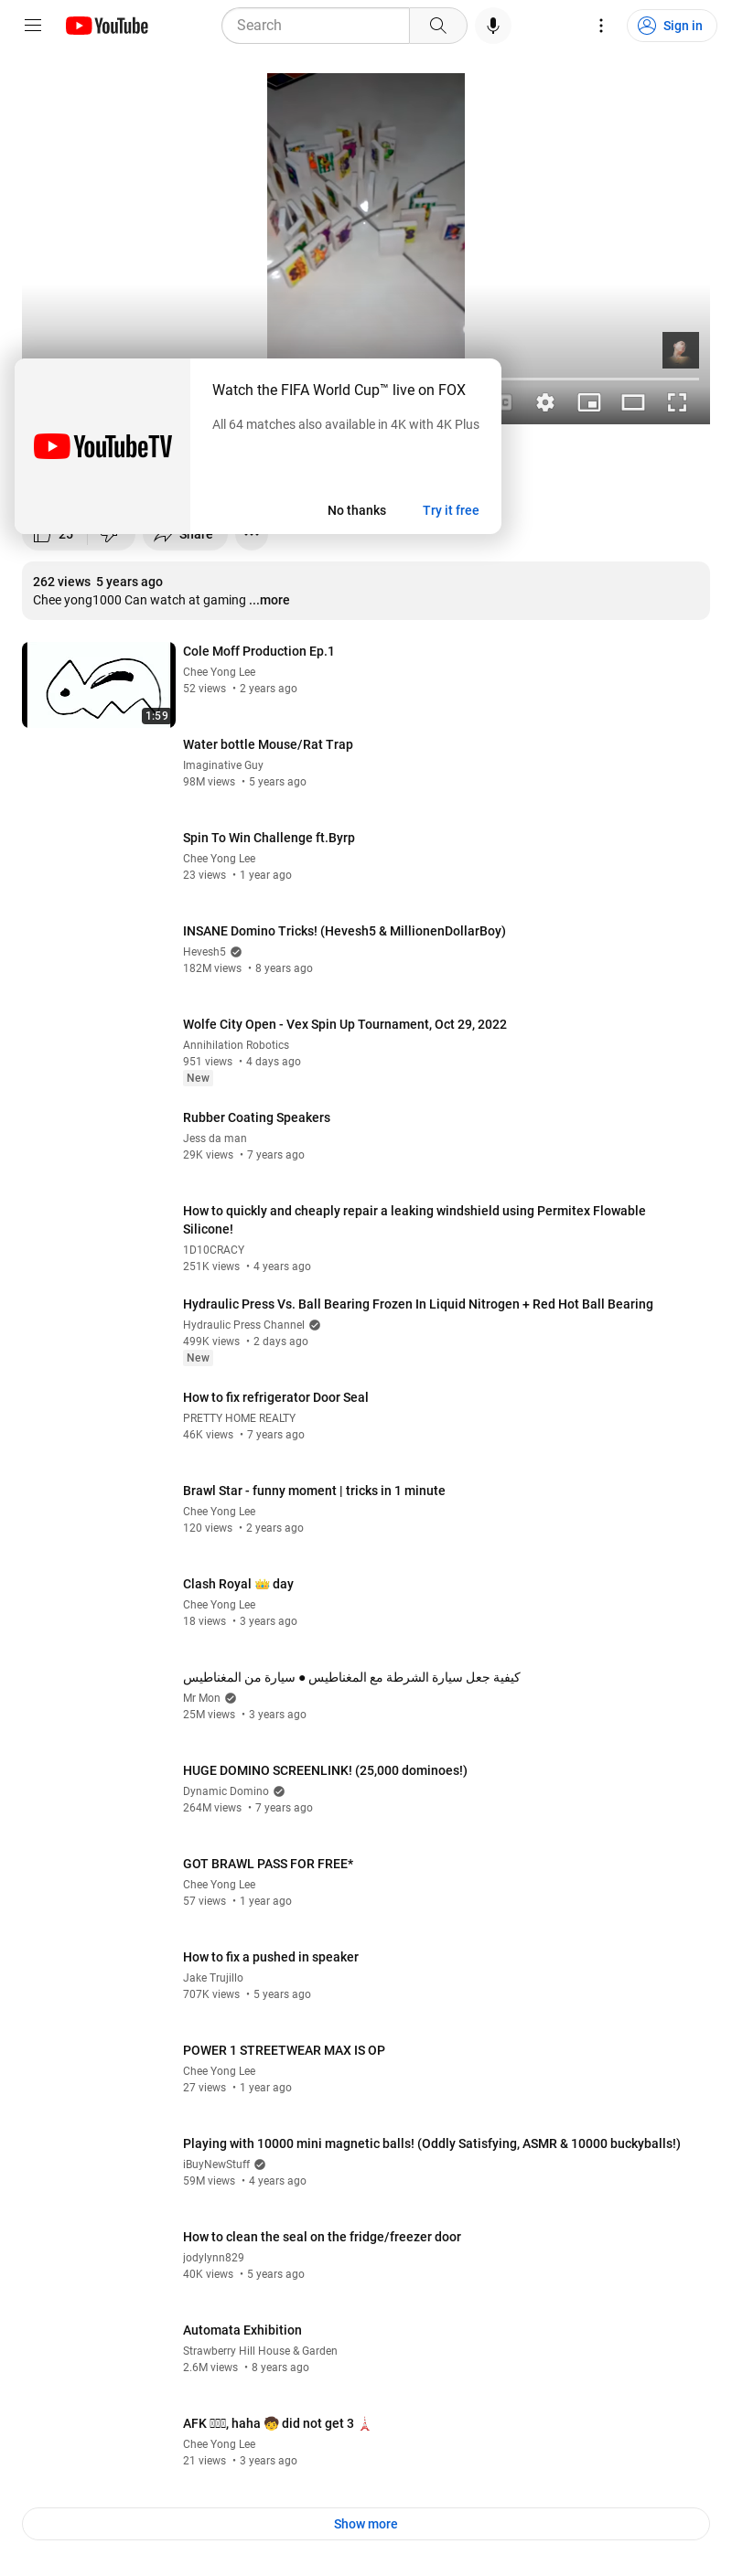 YouTube
Search
Sign in
Watch the FIFA World Cup™ live on FOX
All 64 matches also available in 4K with 4K Plus
YouTubeTV
No thanks
Try it free
25
Share
262 views 5 years ago
Chee yong1000 Can watch at gaming ...more
Cole Moff Production Ep.1
Chee Yong Lee
52 views • 2 years ago
1:59
Water bottle Mouse/Rat Trap
Imaginative Guy
98M views • 5 years ago
Spin To Win Challenge ft.Byrp
Chee Yong Lee
23 views • 1 year ago
INSANE Domino Tricks! (Hevesh5 & MillionenDollarBoy)
Hevesh5
182M views • 8 years ago
Wolfe City Open - Vex Spin Up Tournament, Oct 29, 2022
Annihilation Robotics
951 views • 4 days ago
New
Rubber Coating Speakers
Jess da man
29K views • 7 years ago
How to quickly and cheaply repair a leaking windshield using Permitex Flowable
Silicone!
1D10CRACY
251K views • 4 years ago
Hydraulic Press Vs. Ball Bearing Frozen In Liquid Nitrogen + Red Hot Ball Bearing
Hydraulic Press Channel
499K views • 2 days ago
New
How to fix refrigerator Door Seal
PRETTY HOME REALTY
46K views • 7 years ago
Brawl Star - funny moment | tricks in 1 minute
Chee Yong Lee
120 views • 2 years ago
Clash Royal 👑 day
Chee Yong Lee
18 views • 3 years ago
كيفية جعل سيارة الشرطة مع المغناطيس ● سيارة من المغناطيس
Mr Mon
25M views • 3 years ago
HUGE DOMINO SCREENLINK! (25,000 dominoes!)
Dynamic Domino
264M views • 7 years ago
GOT BRAWL PASS FOR FREE*
Chee Yong Lee
57 views • 1 year ago
How to fix a pushed in speaker
Jake Trujillo
707K views • 5 years ago
POWER 1 STREETWEAR MAX IS OP
Chee Yong Lee
27 views • 1 year ago
Playing with 10000 mini magnetic balls! (Oddly Satisfying, ASMR & 10000 buckyballs!)
iBuyNewStuff
59M views • 4 years ago
How to clean the seal on the fridge/freezer door
jodylynn829
40K views • 5 years ago
Automata Exhibition
Strawberry Hill House & Garden
2.6M views • 8 years ago
AFK , haha 🧒 did not get 3 🗼
Chee Yong Lee
21 views • 3 years ago
Show more